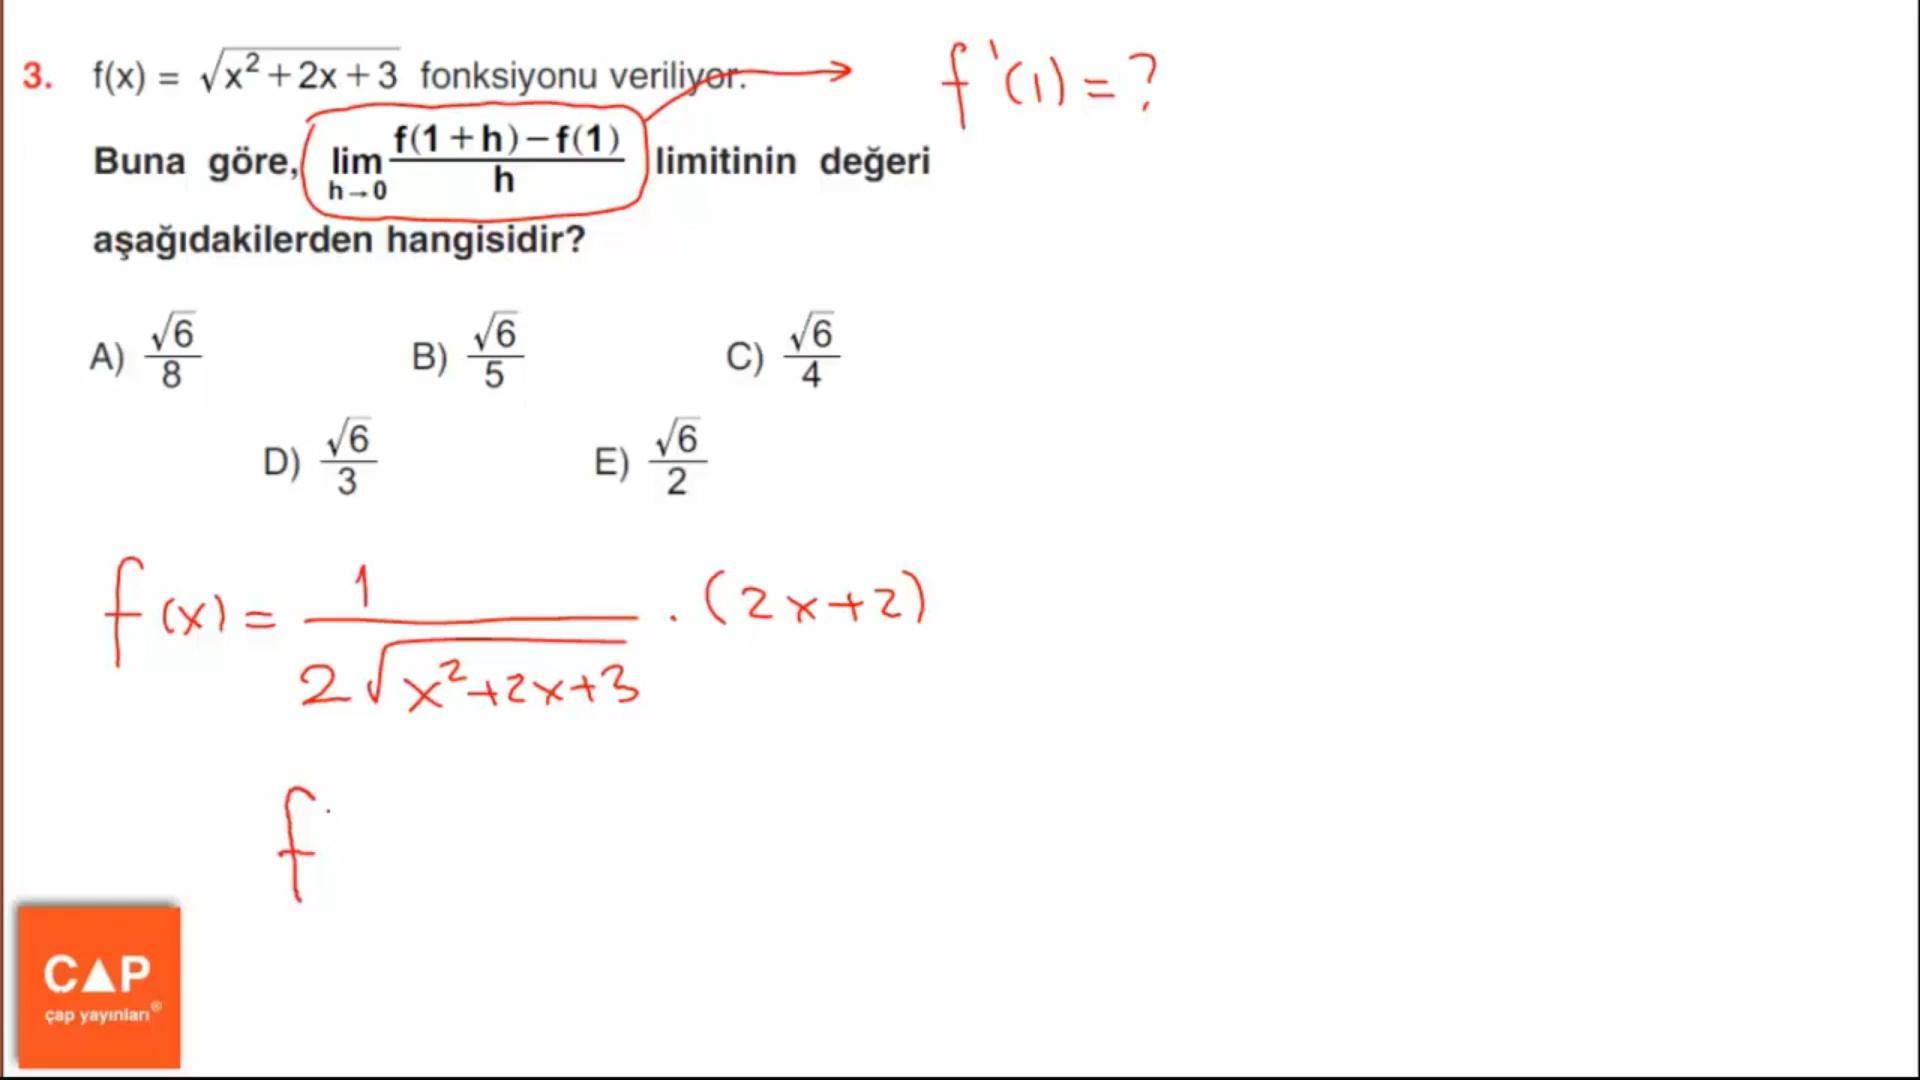 3. f(x) = √(x²+2x+3) fonksiyonu veriliyor.
f'(1) = ?
Buna göre, lim h→0 (f(1+h)−f(1))/h limitinin değeri
aşağıdakilerden hangisidir?
A) √6/8 B) √6/5 C) √6/4
D) √6/3 E) √6/2
f(x) = 1/(2√(x²+2x+3)) . (2x+2)
f
ÇAP
çap yayınları®